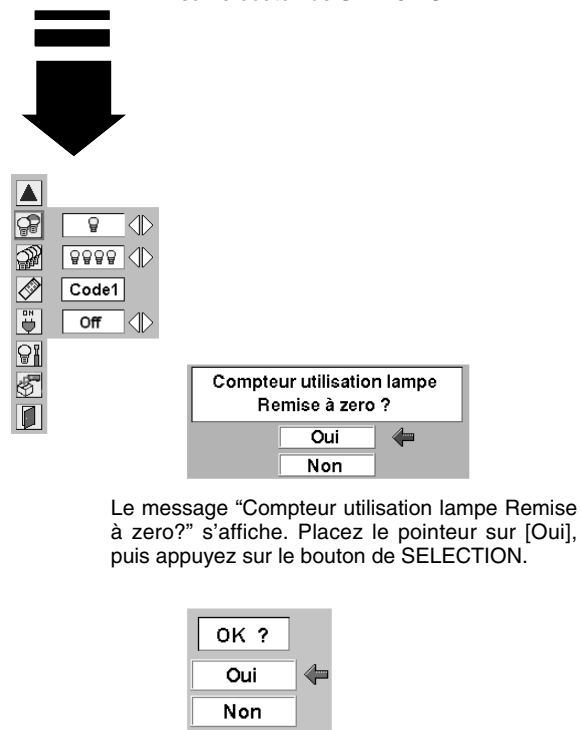 Code1
ON
Off
Compteur utilisation lampe
Remise à zero ?
Oui
Non
Le message “Compteur utilisation lampe Remise
à zero?” s’affiche. Placez le pointeur sur [Oui],
puis appuyez sur le bouton de SELECTION.
OK ?
Oui
Non